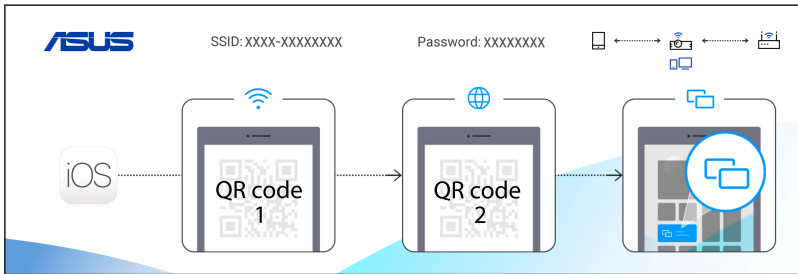 ASUS
SSID: XXXX-XXXXXXXX
Password: XXXXXXXX
iOS
QR code
1
QR code
2